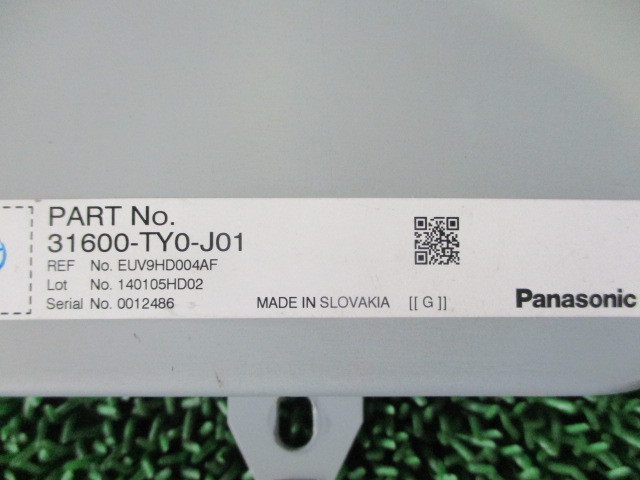 PART No.
31600-TY0-J01
REF No. EUV9HD004AF
Lot No. 140105HD02
Serial No. 0012486
MADE IN SLOVAKIA [[ G ]]
Panasonic